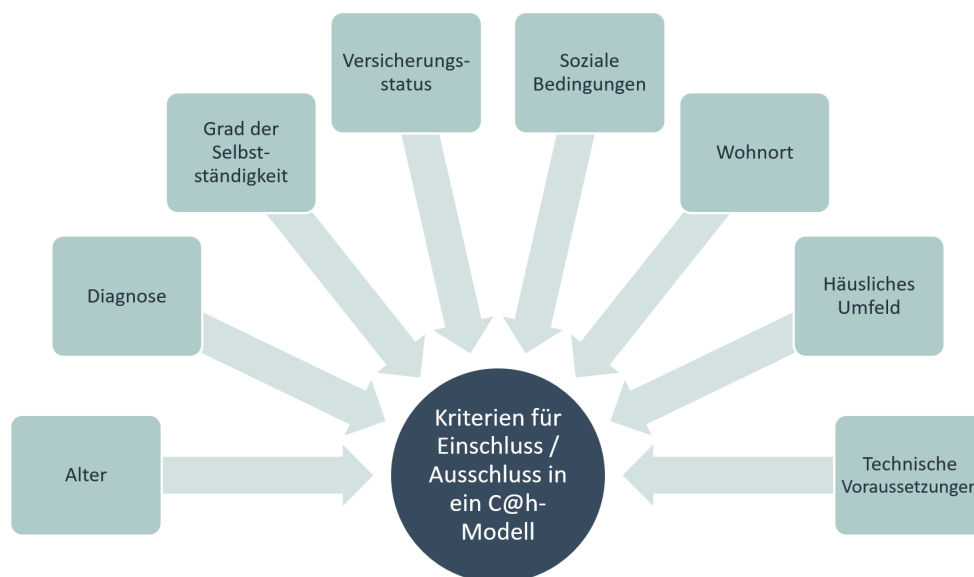 Versicherungs-
status
Soziale
Bedingungen
Grad der
Selbst-
ständigkeit
Wohnort
Diagnose
Häusliches
Umfeld
Alter
Kriterien für
Einschluss /
Ausschluss in
ein C@h-
Modell
Technische
Voraussetzungen